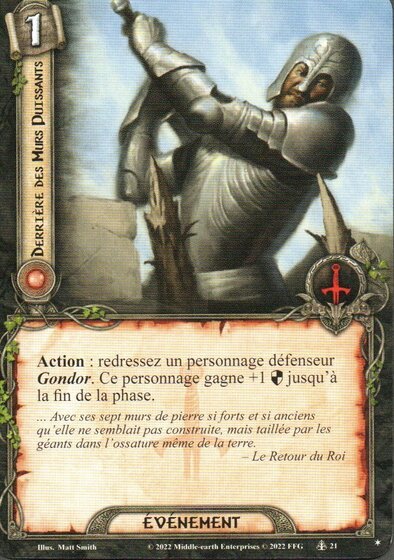 1
DERRIÈRE DES MURS PUISSANTS
Action : redressez un personnage défenseur
Gondor. Ce personnage gagne +1 jusqu'à
la fin de la phase.
... Avec ses sept murs de pierre si forts et si anciens
qu'elle ne semblait pas construite, mais taillée par les
géants dans l'ossature même de la terre.
– Le Retour du Roi
ÉVÉNEMENT
Illus. Matt Smith © 2022 Middle-earth Enterprises © 2022 FFG 21